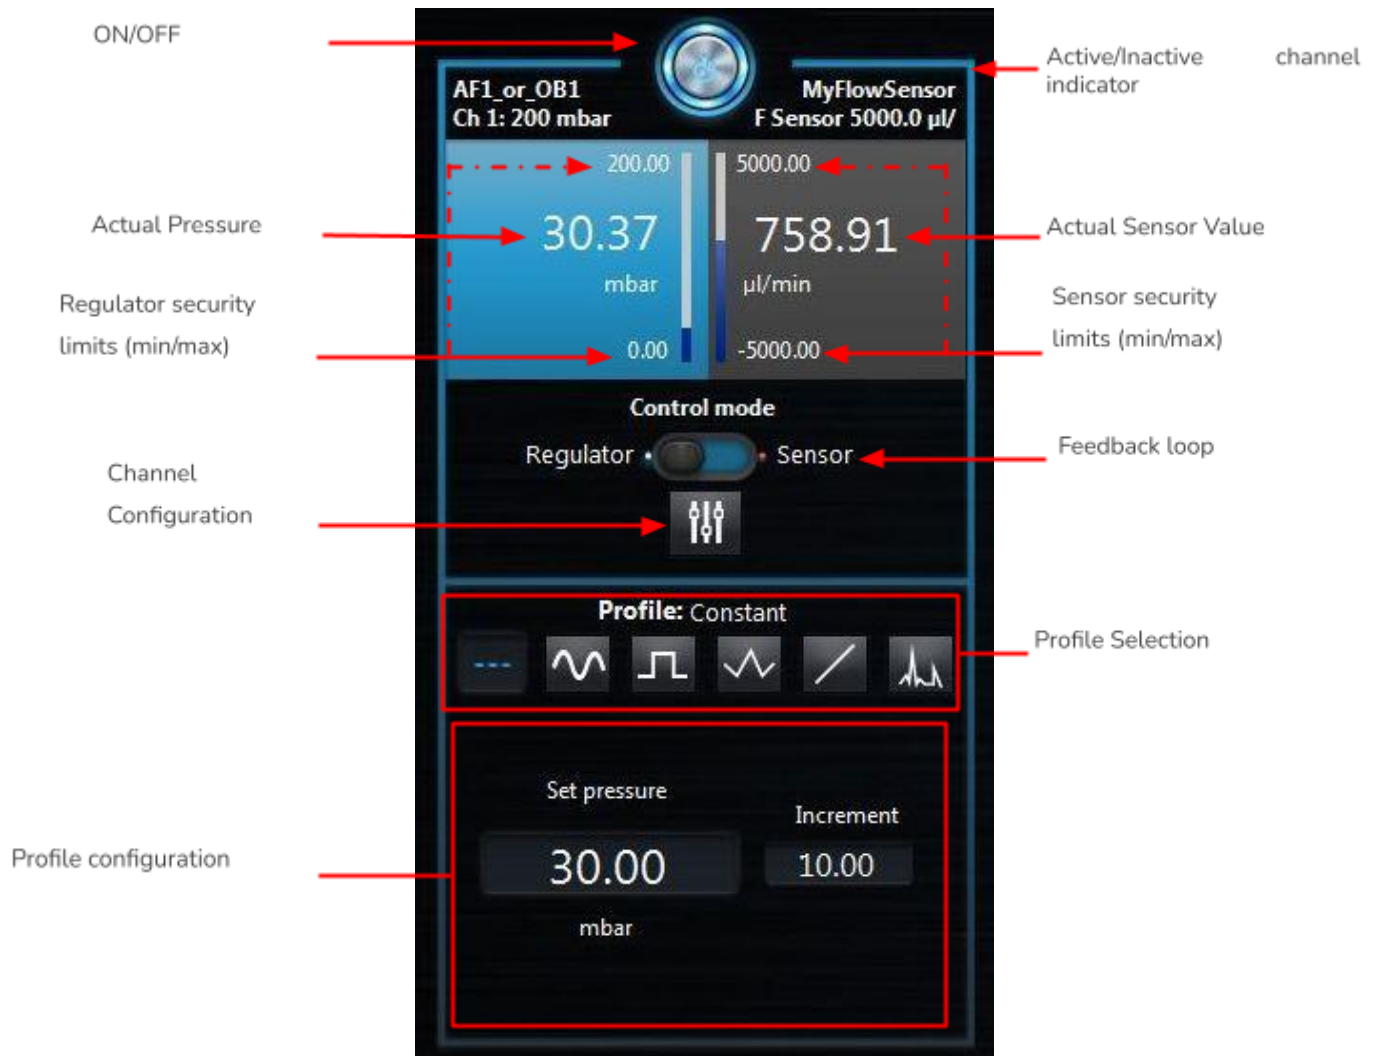 ON/OFF
Active/Inactive channel
indicator
AF1_or_OB1
Ch 1: 200 mbar
MyFlowSensor
F Sensor 5000.0 µl/
200.00
5000.00
Actual Pressure
30.37
758.91
Actual Sensor Value
mbar
µl/min
Regulator security
limits (min/max)
Sensor security
limits (min/max)
0.00
-5000.00
Control mode
Regulator
Sensor
Feedback loop
Channel
Configuration
Profile: Constant
Profile Selection
Set pressure
Increment
30.00
10.00
mbar
Profile configuration